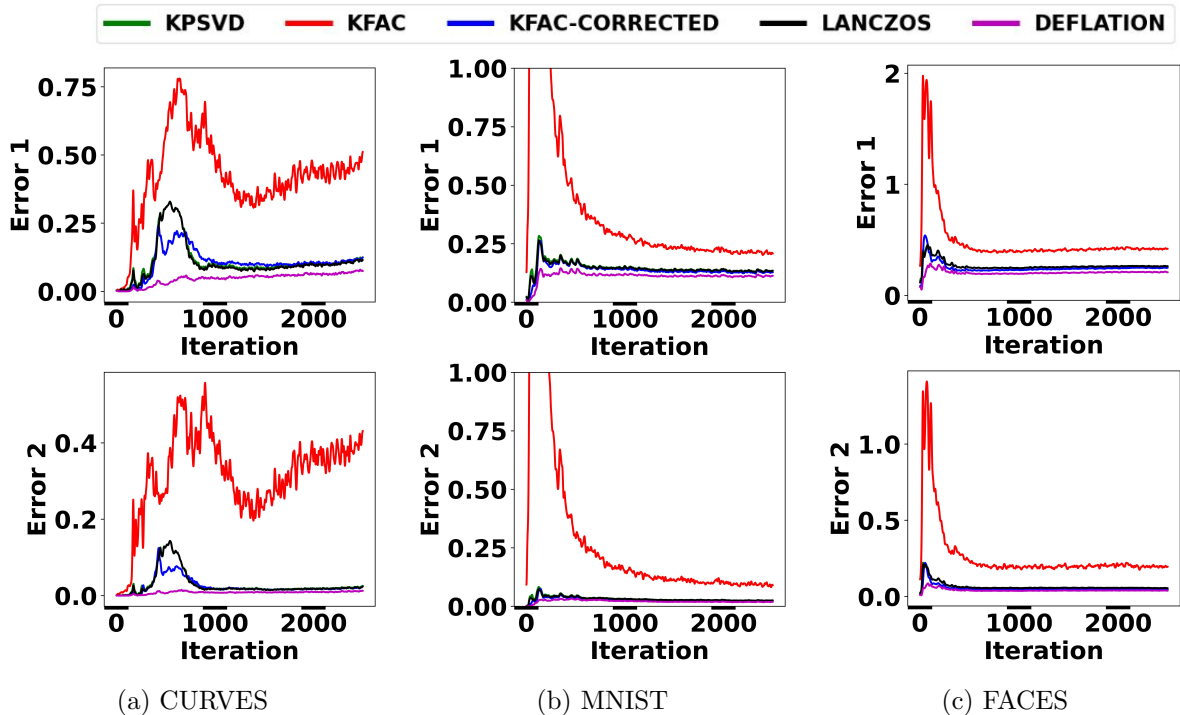 KPSVD KFAC KFAC-CORRECTED LANCZOS DEFLATION
0.75
0.50
0.25
0.00
Error 1
0 1000 2000
Iteration
1.00
0.75
0.50
0.25
0.00
Error 1
0 1000 2000
Iteration
2
1
0
Error 1
0 1000 2000
Iteration
0.4
0.2
0.0
Error 2
0 1000 2000
Iteration
1.00
0.75
0.50
0.25
0.00
Error 2
0 1000 2000
Iteration
1.0
0.5
0.0
Error 2
0 1000 2000
Iteration
(a) CURVES
(b) MNIST
(c) FACES